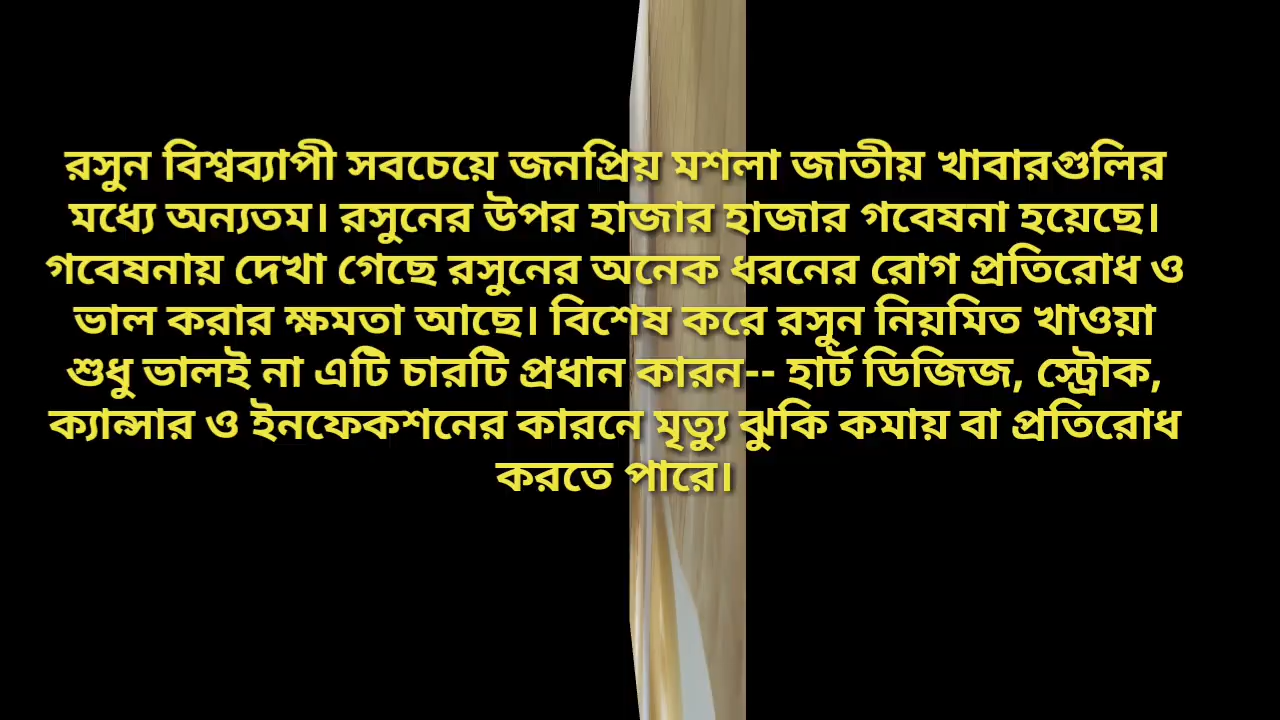 রসুন বিশ্বব্যাপী সবচেয়ে জনপ্রিয় মশলা জাতীয় খাবারগুলির
মধ্যে অন্যতম। রসুনের উপর হাজার হাজার গবেষনা হয়েছে।
গবেষনায় দেখা গেছে রসুনের অনেক ধরনের রোগ প্রতিরোধ ও
ভাল করার ক্ষমতা আছে। বিশেষ করে রসুন নিয়মিত খাওয়া
শুধু ভালই না এটি চারটি প্রধান কারন-- হার্ট ডিজিজ, স্ট্রোক,
ক্যান্সার ও ইনফেকশনের কারনে মৃত্যু ঝুকি কমায় বা প্রতিরোধ
করতে পারে।